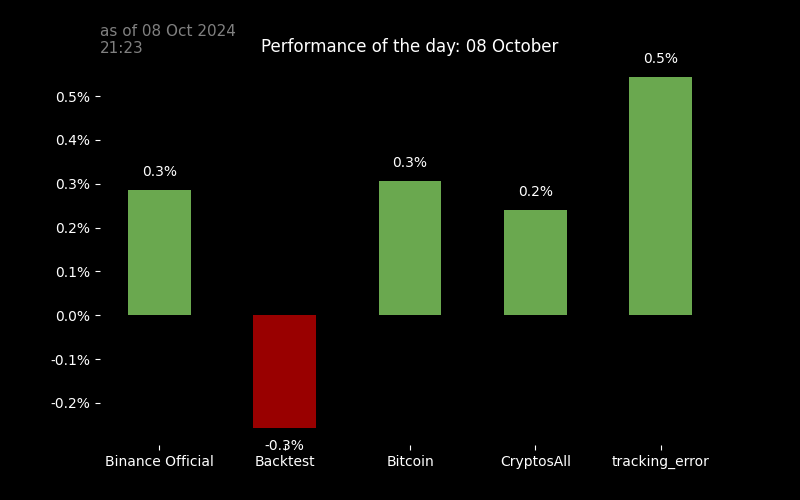 as of 08 Oct 2024
21:23
Performance of the day: 08 October
0.5%
0.5%
0.4%
0.3%
0.3%
0.3%
0.2%
0.2%
0.1%
0.0%
-0.1%
-0.2%
-0.3%
Binance Official
Backtest
Bitcoin
CryptosAll
tracking_error